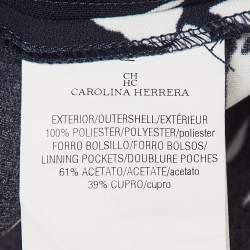 CH
HC
CAROLINA HERRERA
EXTERIOR/OUTERSHELL/EXTÉRIEUR
100% POLIESTER/POLYESTER/poliester
FORRO BOLSILLO/FORRO BOLSOS/
LINNING POCKETS/DOUBLURE POCHES
61% ACETATO/ACETATE/acetato
39% CUPRO/cupro